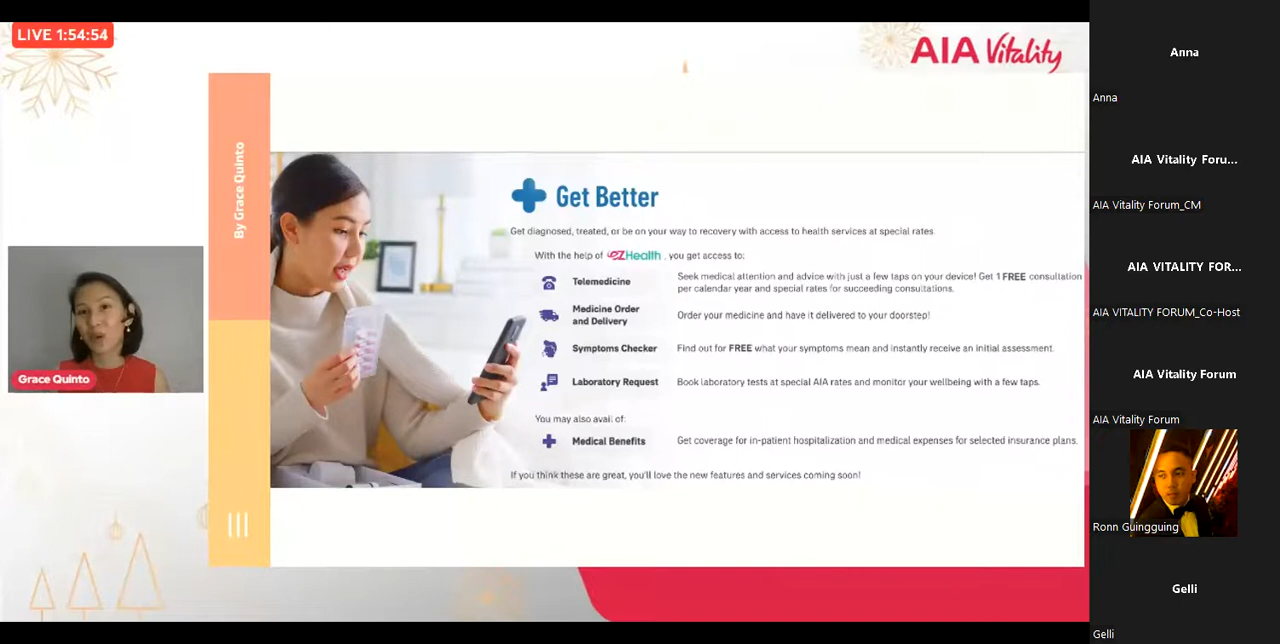 LIVE 1:54:54
AIA Vitality
By Grace Quinto
Grace Quinto
Get Better
Get diagnosed, treated, or be on your way to recovery with access to health services at special rates.
With the help of ezHealth , you get access to:
Telemedicine
Seek medical attention and advice with just a few taps on your device! Get 1 FREE consultation
per calendar year and special rates for succeeding consultations.
Medicine Order
and Delivery
Order your medicine and have it delivered to your doorstep!
Symptoms Checker
Find out for FREE what your symptoms mean and instantly receive an initial assessment.
Laboratory Request
Book laboratory tests at special AIA rates and monitor your wellbeing with a few taps.
You may also avail of:
Medical Benefits
Get coverage for in-patient hospitalization and medical expenses for selected insurance plans.
If you think these are great, you'll love the new features and services coming soon!
Anna
Anna
AIA Vitality Foru...
AIA Vitality Forum_CM
AIA VITALITY FOR...
AIA VITALITY FORUM_Co-Host
AIA Vitality Forum
AIA Vitality Forum
Ronn Guingguing
Gelli
Gelli